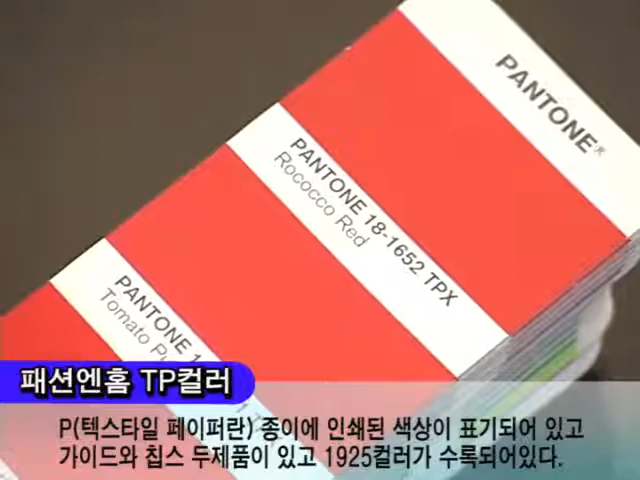 PANTONE®
PANTONE 18-1652 TPX
Rococco Red
PANTONE 1
Tomato
패션엔홈 TP컬러
P(텍스타일 페이퍼란) 종이에 인쇄된 색상이 표기되어 있고
가이드와 칩스 두제품이 있고 1925컬러가 수록되어있다.